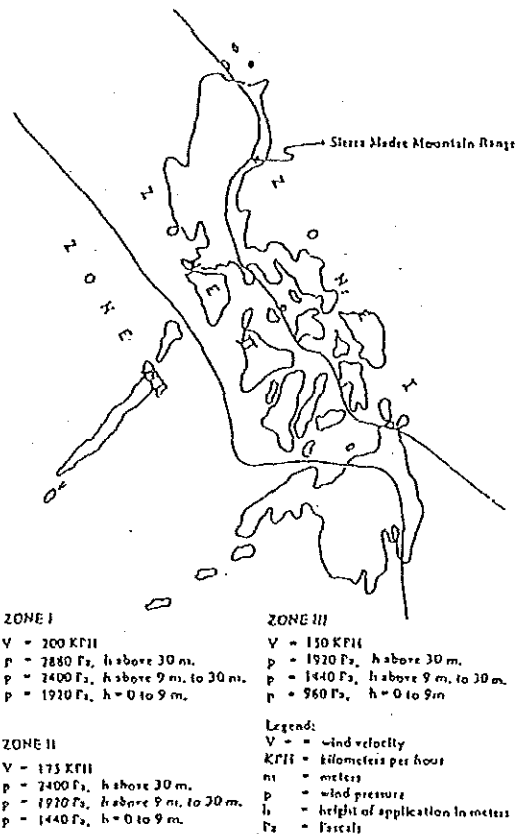 Sierra Madre Mountain Range
ZONE
ZONE
ZONE I
ZONE I
V = 200 KPH
p = 2880 Pa, h above 30 m.
p = 2400 Pa, h above 9 m. to 30 m.
p = 1920 Pa, h = 0 to 9 m.
ZONE II
V = 175 KPH
p = 2400 Pa, h above 30 m.
p = 1920 Pa, h above 9 m. to 30 m.
p = 1440 Pa, h = 0 to 9 m.
ZONE III
V = 150 KPH
p = 1920 Pa, h above 30 m.
p = 1440 Pa, h above 9 m. to 30 m.
p = 960 Pa, h = 0 to 9m
Legend:
V = = wind velocity
KPH = kilometers per hour
m = meters
p = wind pressure
h = height of application in meters
Pa = Pascals